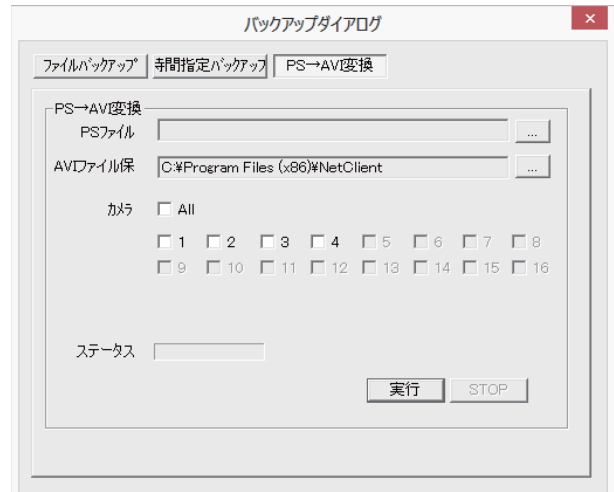 バックアップダイアログ
ファイルバックアップ 寺間指定バックアップ PS→AVI変換
PS→AVI変換
PSファイル ...
AVIファイル保 C:¥Program Files (x86)¥NetClient ...
カメラ All
1 2 3 4 5 6 7 8
9 10 11 12 13 14 15 16
ステータス
実行 STOP